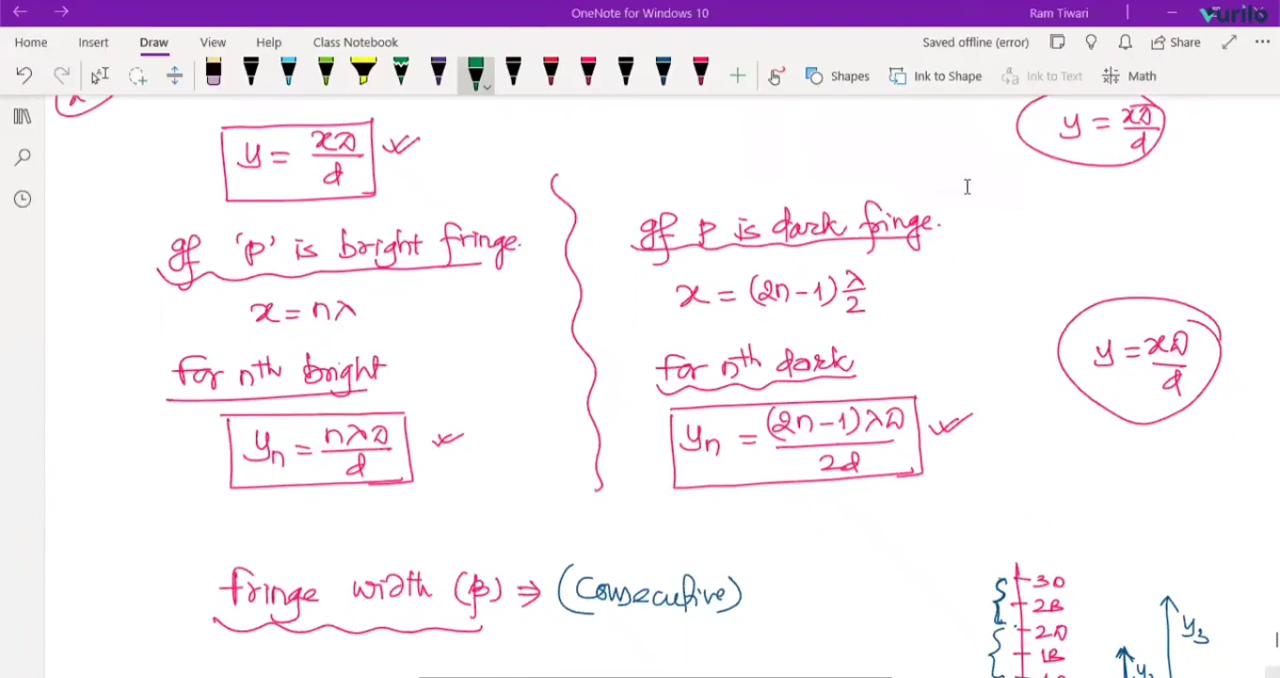 OneNote for Windows 10
Ram Tiwari
Vurilo
Home Insert Draw View Help Class Notebook
Saved offline (error)
Share
Shapes
Ink to Shape
Ink to Text
Math
y = xD/d
y = xD/d
If 'p' is bright fringe.
x = nλ
for nth bright
yn = nλD/d
If p is dark fringe.
x = (2n-1) λ/2
for nth dark
yn = (2n-1)λD/2d
y = xD/d
fringe width (β) ⇒ (Consecutive)
3D
2B
2D
1B
y3